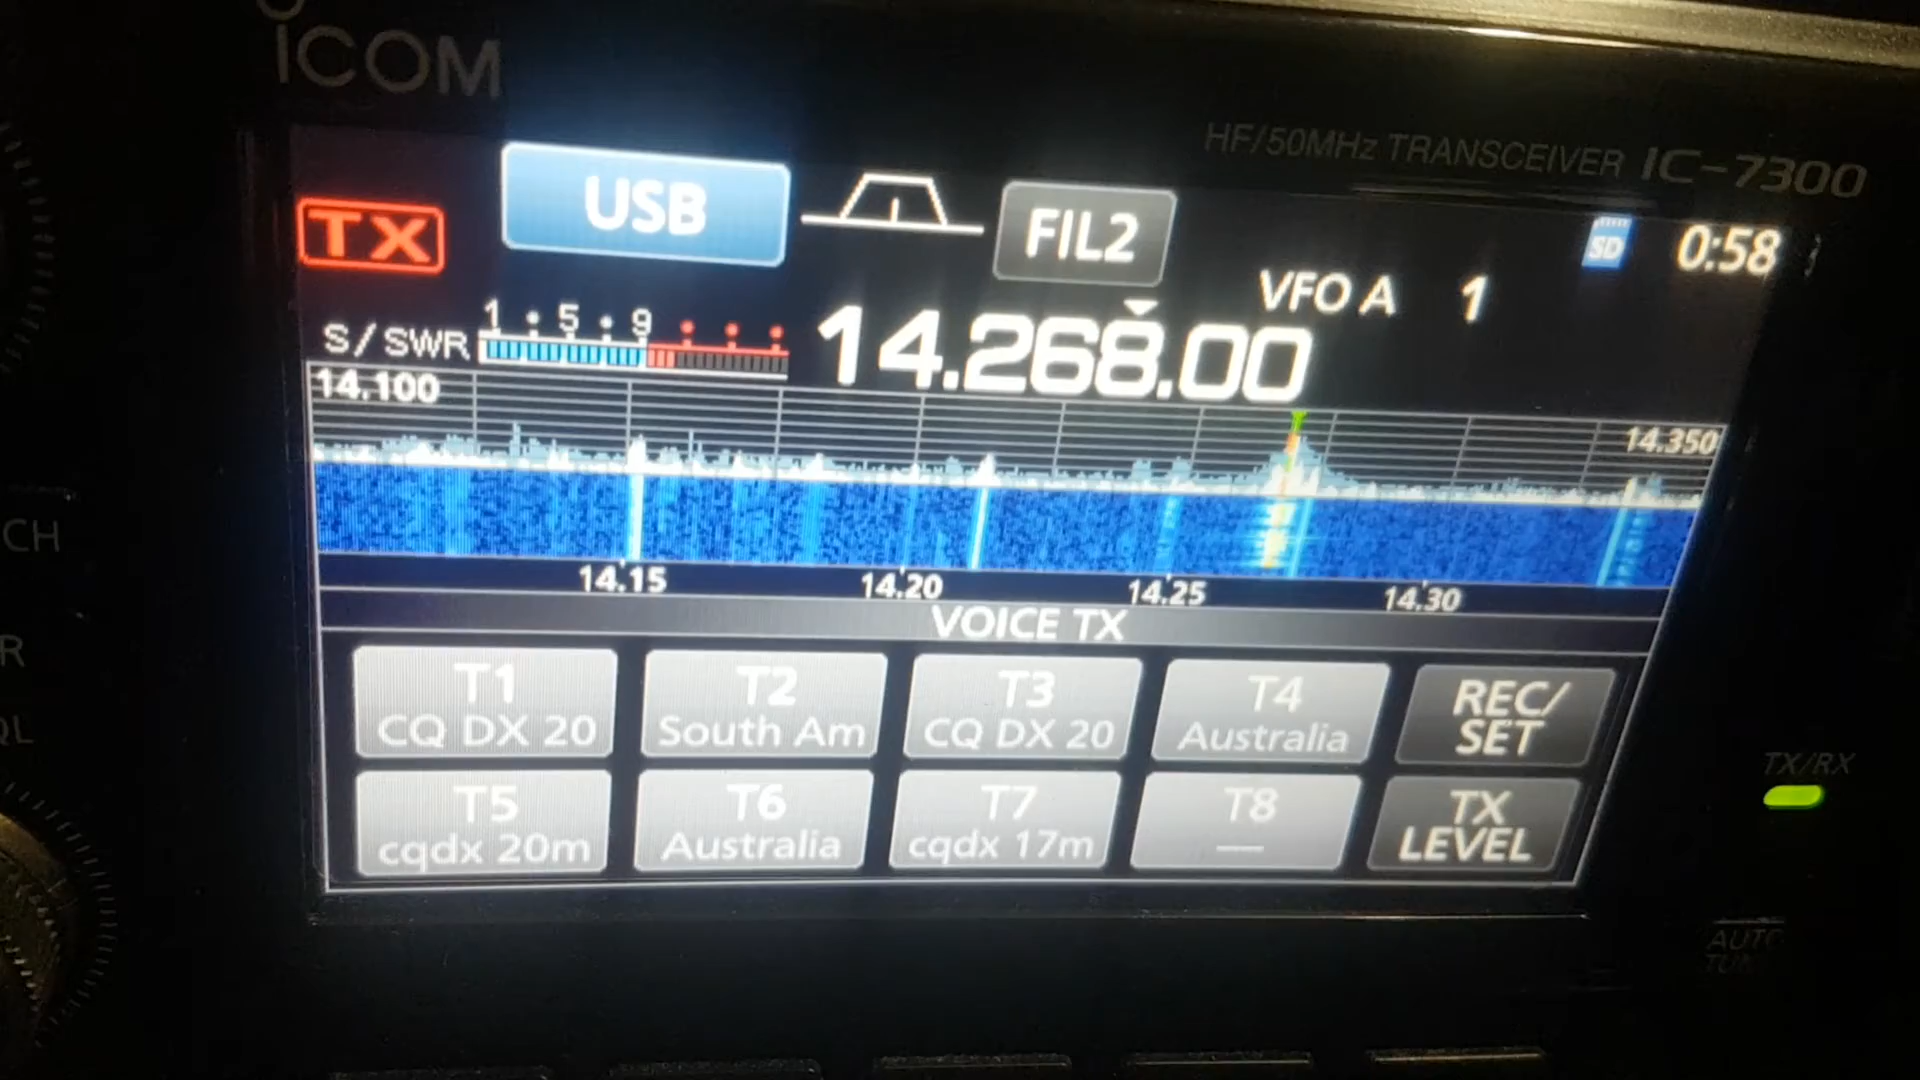 ICOM
HF/50MHz TRANSCEIVER IC-7300
TX
USB
FIL2
SD
0:58
VFO A 1
1 5 9
S/SWR
14.268.00
14.100
14.350
14.15 14.20 14.25 14.30
VOICE TX
T1
CQ DX 20
T2
South Am
T3
CQ DX 20
T4
Australia
REC/
SET
T5
cqdx 20m
T6
Australia
T7
cqdx 17m
T8
—
TX
LEVEL
CH
TX/RX